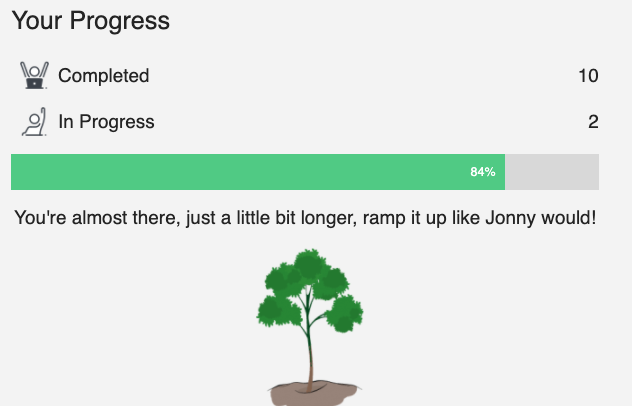 Your Progress
Completed 10
In Progress 2
84%
You're almost there, just a little bit longer, ramp it up like Jonny would!